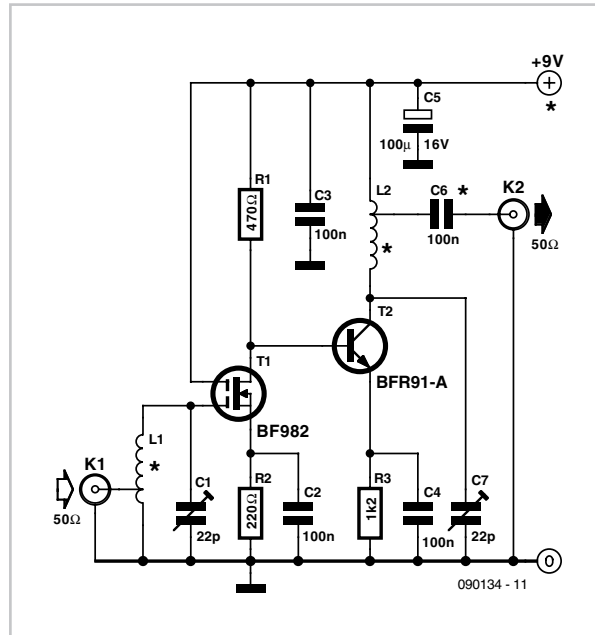 +9V
*
C5
100µ 16V
R1
470Ω
C3
100n
L2
*
C6 *
100n
K2
50Ω
T2
BFR91-A
T1
BF982
K1
50Ω
L1
*
C1
22p
R2
220Ω
C2
100n
R3
1k2
C4
100n
C7
22p
0
090134 - 11